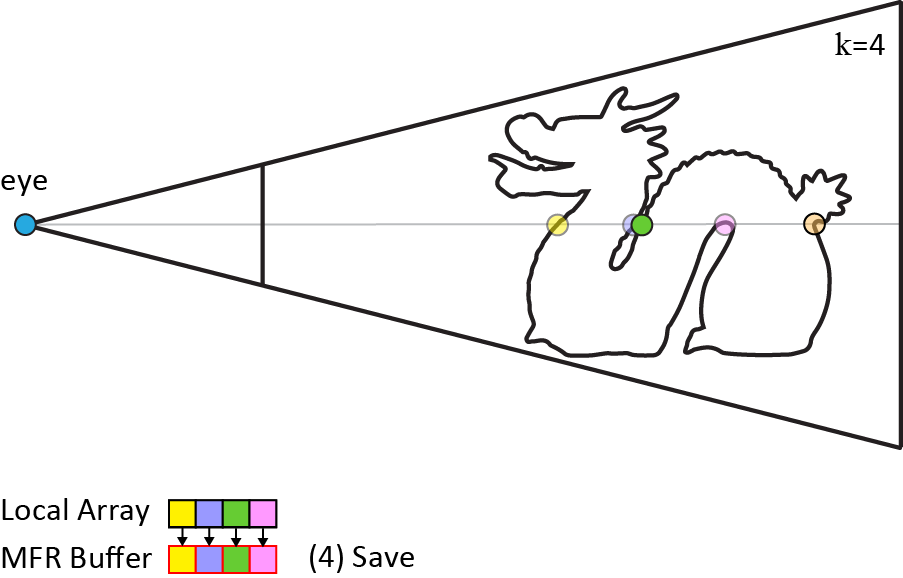 k=4
eye
Local Array
MFR Buffer
(4) Save